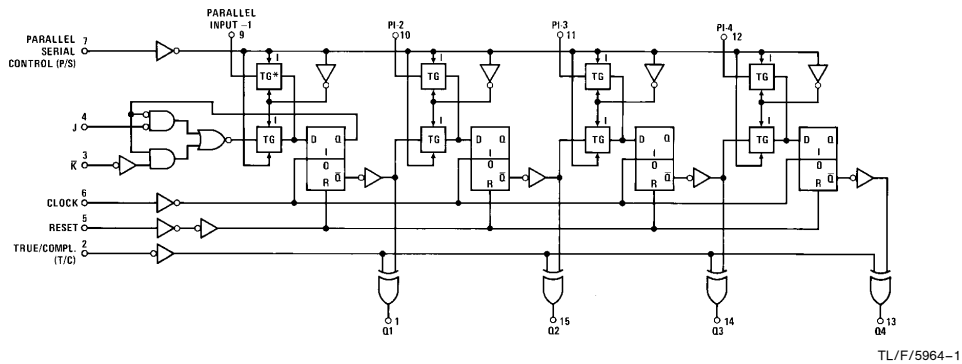 PARALLEL
INPUT –1
9
PI-2
10
PI-3
11
PI-4
12
PARALLEL
SERIAL
CONTROL (P/S)
7
I
TG*
I
TG
I
TG
I
TG
I
TG
I
TG
I
TG
I
TG
4
J
3
K̅
D Q
I
O
Q̅
R
D
I
O
Q̅
R
D
I
O
Q̅
R
D
I
O
Q̅
R
6
CLOCK
5
RESET
TRUE/COMPL.
(T/C)
2
1
Q1
15
Q2
14
Q3
13
Q4
TL/F/5964–1